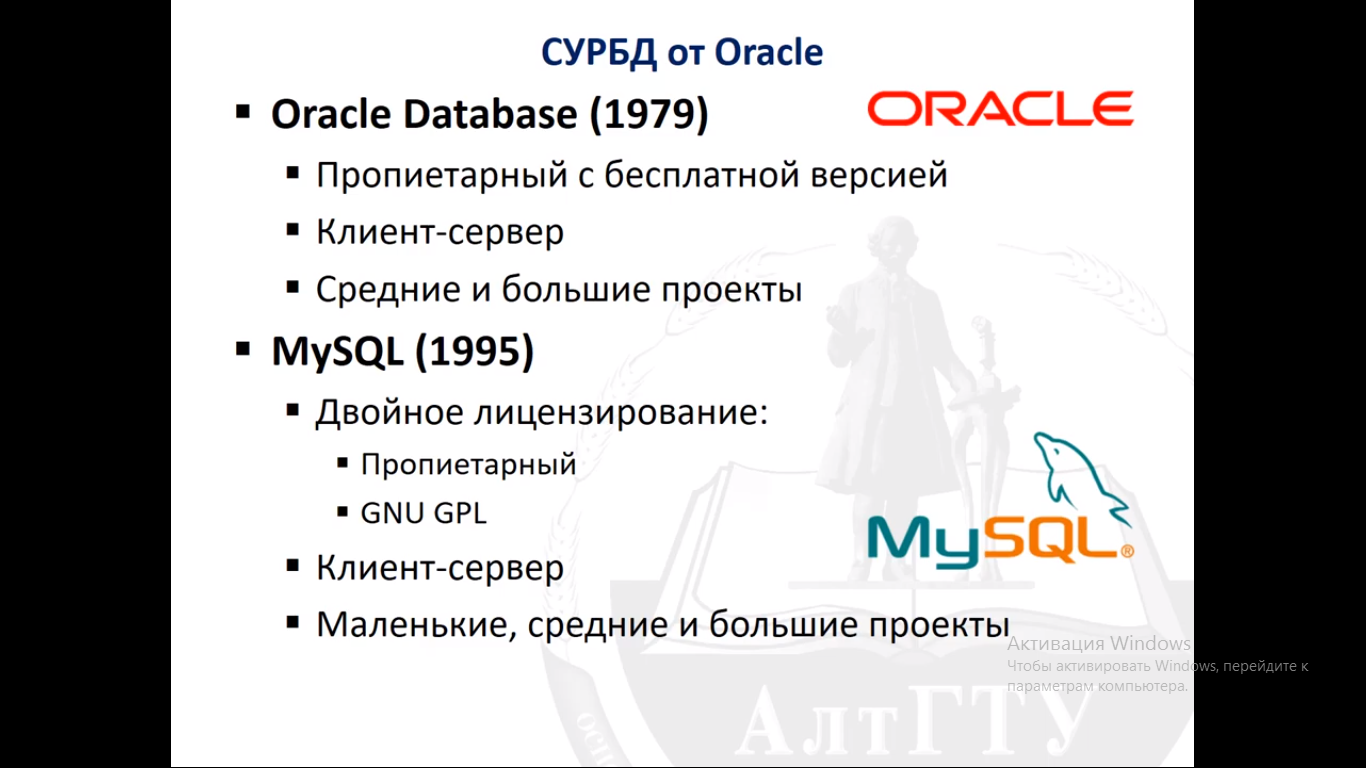 СУРБД от Oracle
Oracle Database (1979)
ORACLE
Пропиетарный с бесплатной версией
Клиент-сервер
Средние и большие проекты
MySQL (1995)
Двойное лицензирование:
Пропиетарный
GNU GPL
MySQL®
Клиент-сервер
Маленькие, средние и большие проекты
Активация Windows
Чтобы активировать Windows, перейдите к
параметрам компьютера.
АлтГТУ